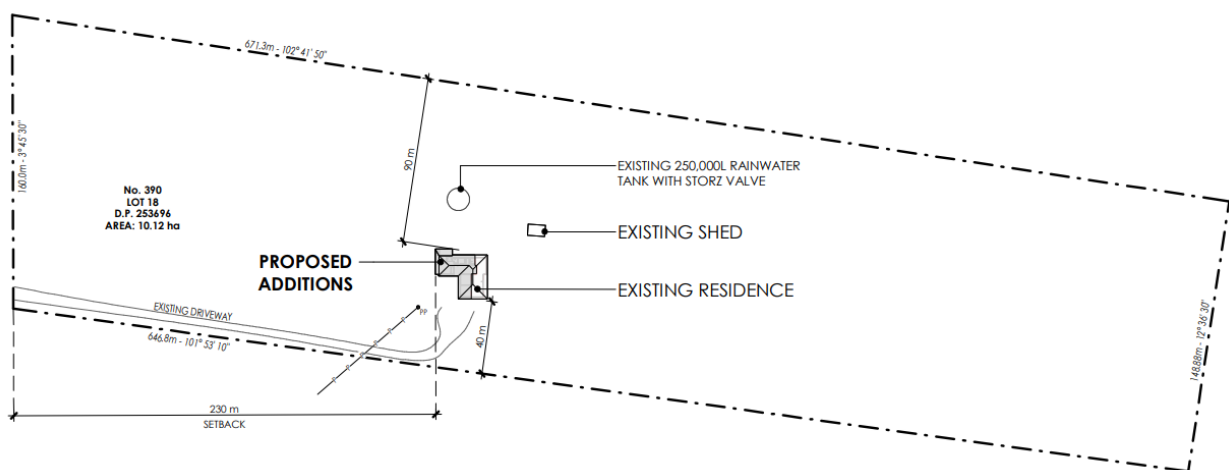 671.3m - 102° 41' 50"
160.0m - 3° 45'30"
90 m
EXISTING 250,000L RAINWATER
TANK WITH STORZ VALVE
No. 390
LOT 18
D.P. 253696
AREA: 10.12 ha
EXISTING SHED
PROPOSED
ADDITIONS
EXISTING RESIDENCE
EXISTING DRIVEWAY
PP
646.8m - 101° 53' 10"
40 m
148.88m - 12° 36'30"
230 m
SETBACK